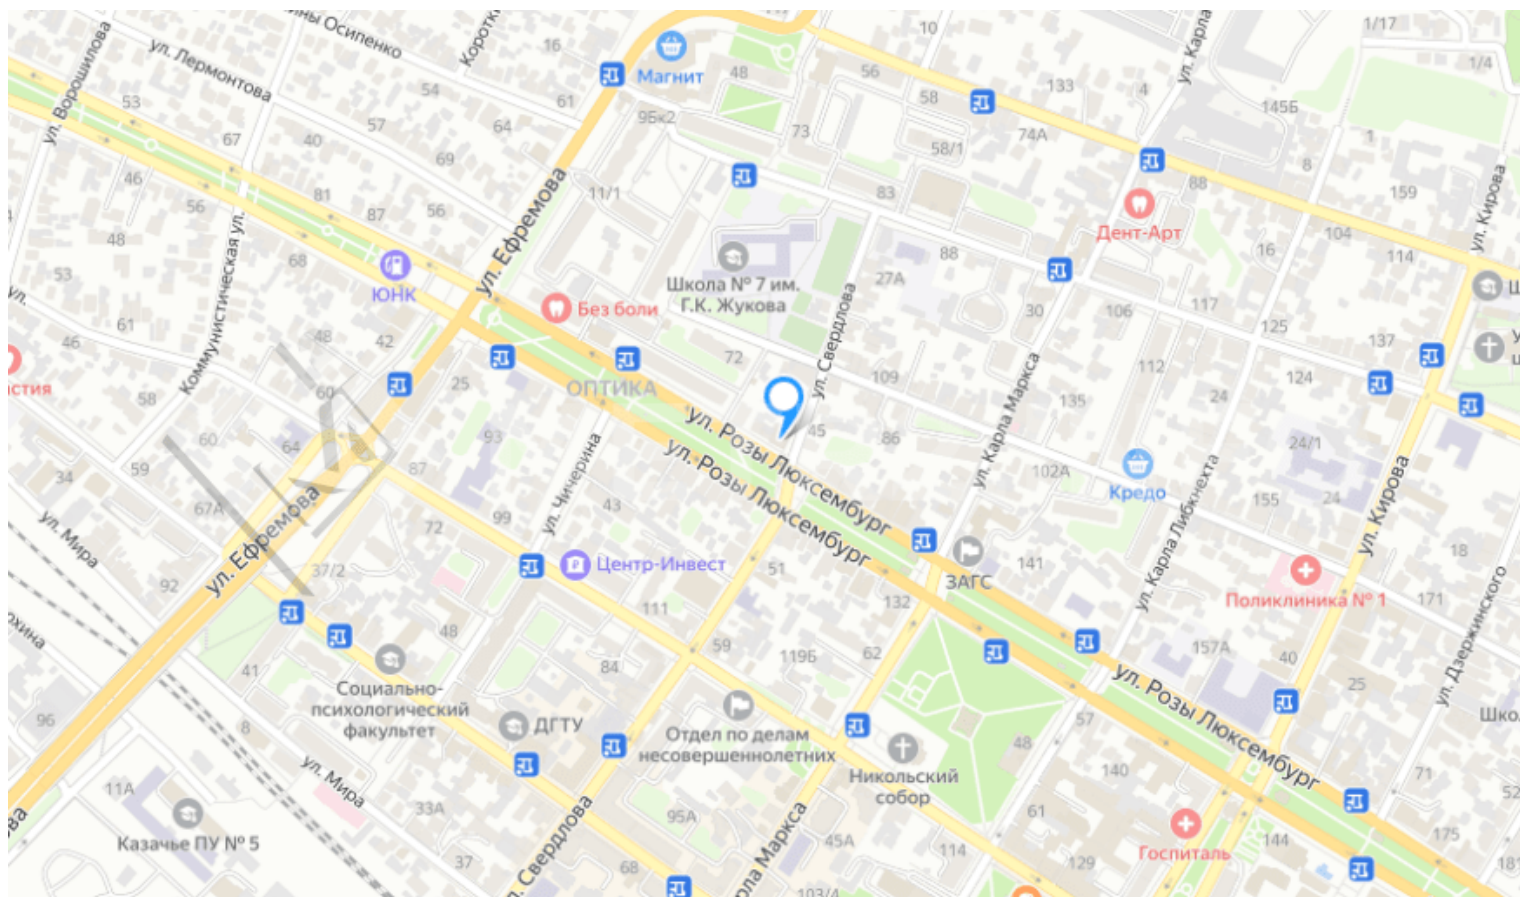 ины Осипенко
Коротк
10
ул. Карла
1/17
ул. Ворошилова
ул. Лермонтова
16
Магнит
48
56
133
4
1/4
53
54
61
95к2
58
145Б
57
64
73
74А
1
67
40
69
58/1
8
46
81
11/1
83
88
159
ул. Кирова
56
87
56
Дент-Арт
48
68
ул. Ефремова
88
16
104
114
53
ЮНК
Школа № 7 им.
Г.К. Жукова
27А
ул.
Без боли
30
106
117
125
61
46
48
42
137
стия
Коммунистическая ул.
72
ул. Свердлова
112
124
25
ОПТИКА
109
58
60
135
24
ул. Карла Маркса
60
64
93
45
86
24/1
34
59
87
ул. Розы Люксембург
ул. Розы Люксембург
102А
Кредо
155
24
67А
99
ул. Чичерина
43
ул. Карла Либкнехта
ул. Кирова
ул. Мира
72
ул. Ефремова
92
37/2
Центр-Инвест
51
ЗАГС
141
18
Поликлиника № 1
171
111
132
48
59
119Б
62
157А
40
ул. Дзержинского
41
84
25
Социально-
психологический
факультет
ул. Розы Люксембург
96
8
ДГТУ
Отдел по делам
несовершеннолетних
57
48
Никольский
собор
Шко
140
71
11А
ул. Мира
33А
95А
61
52
Казачье ПУ № 5
ул. Свердлова
рла Маркса
45А
114
Госпиталь
144
175
37
68
129
181
103/4